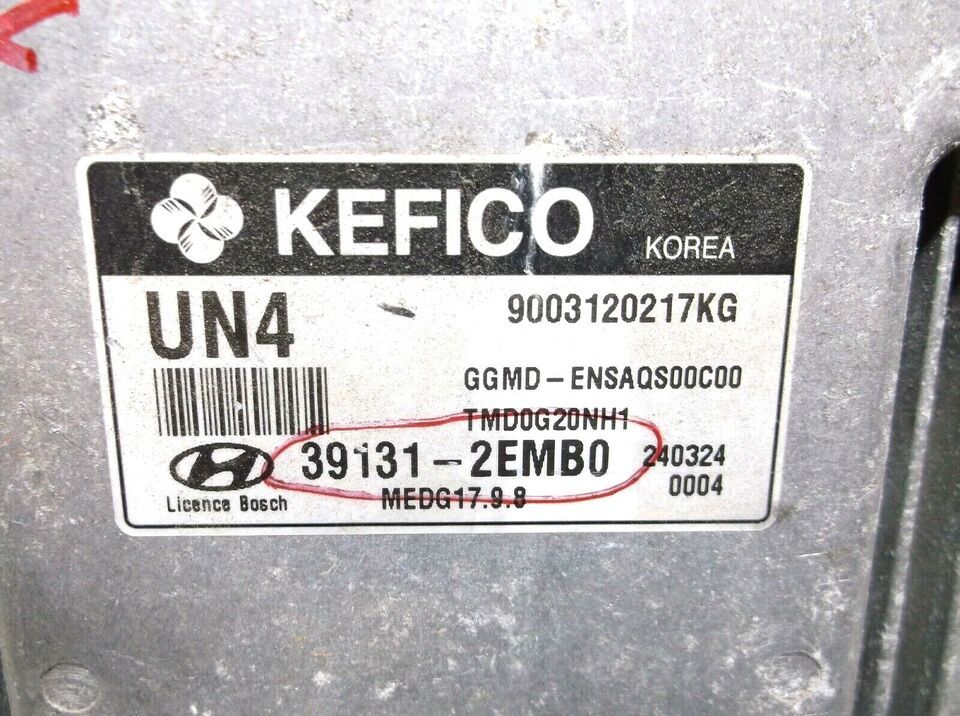 KEFICO KOREA
UN4 9003120217KG
GGMD-ENSAQS00C00
TMD0G20NH1
39131-2EMB0 240324
Licence Bosch MEDG17.9.8 0004